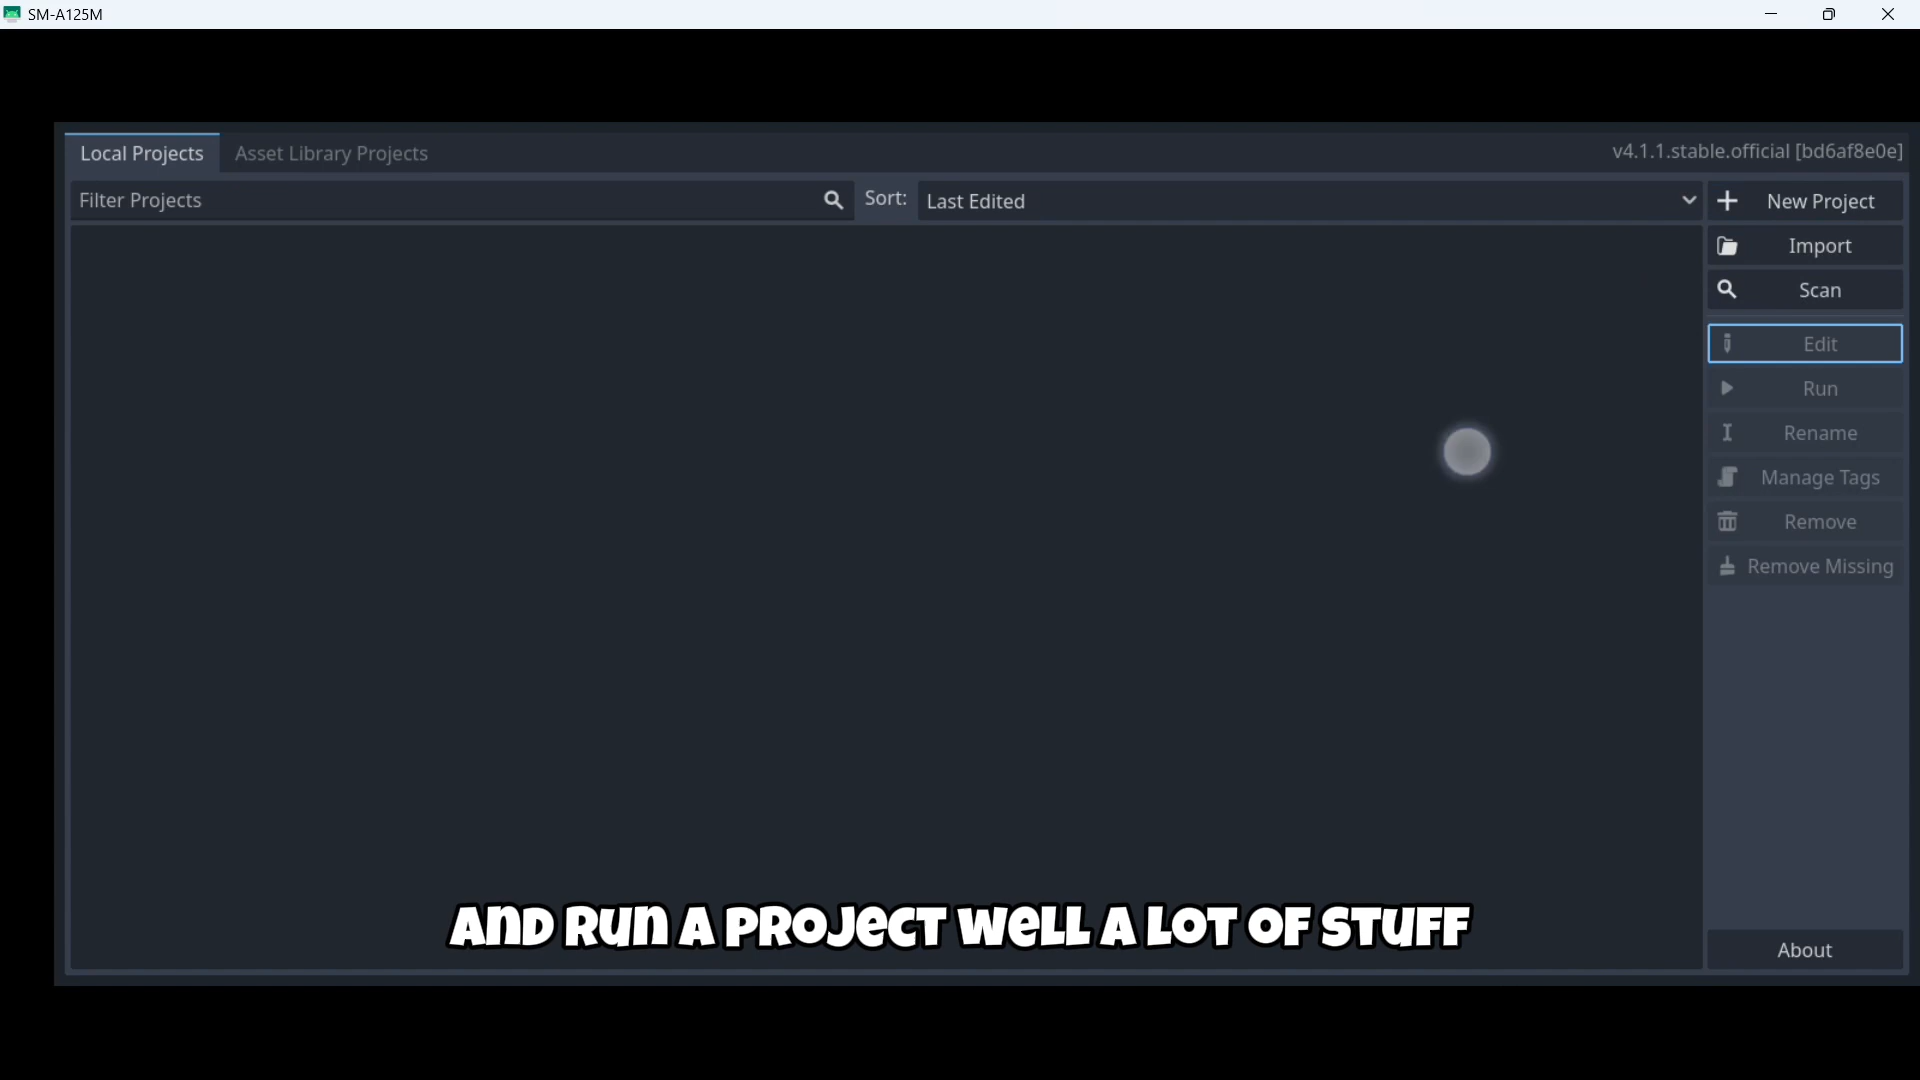 SM-A125M
Local Projects
Asset Library Projects
v4.1.1.stable.official [bd6af8e0e]
Filter Projects
Sort:
Last Edited
New Project
Import
Scan
Edit
Run
Rename
Manage Tags
Remove
Remove Missing
AND RUN A PROJECT WELL A LOT OF STUFF
About